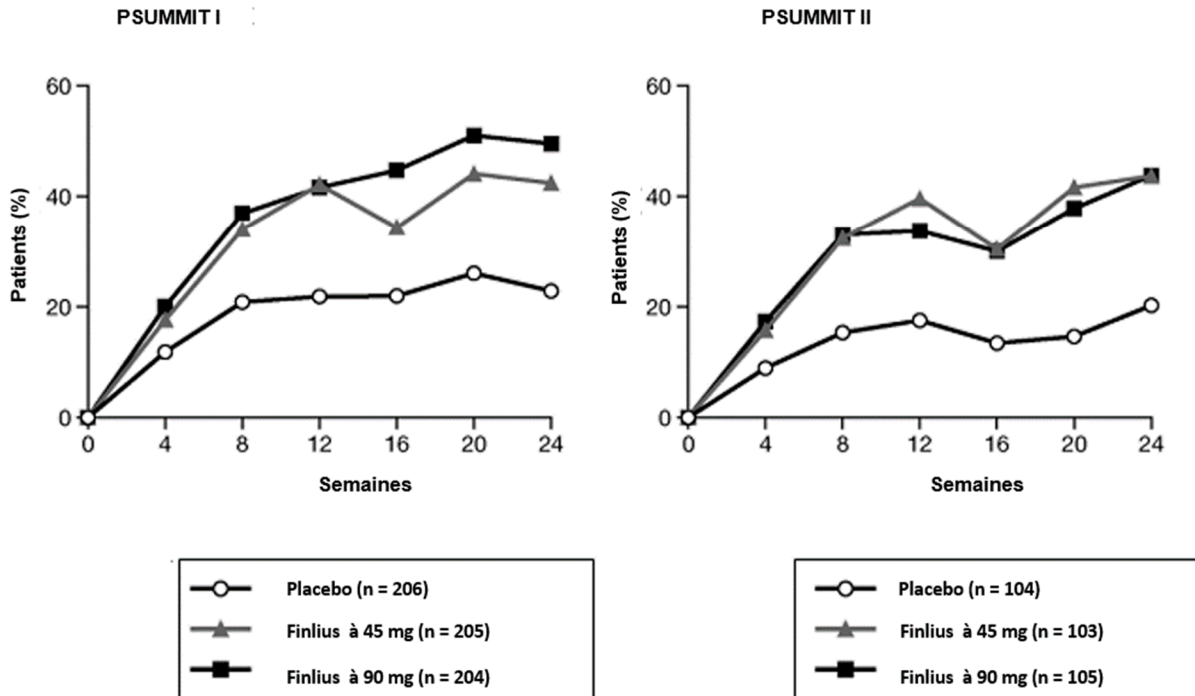 PSUMMIT I
60
40
20
0
Patients (%)
0 4 8 12 16 20 24
Semaines
Placebo (n = 206)
Finlius à 45 mg (n = 205)
Finlius à 90 mg (n = 204)
PSUMMIT II
60
40
20
0
Patients (%)
0 4 8 12 16 20 24
Semaines
Placebo (n = 104)
Finlius à 45 mg (n = 103)
Finlius à 90 mg (n = 105)